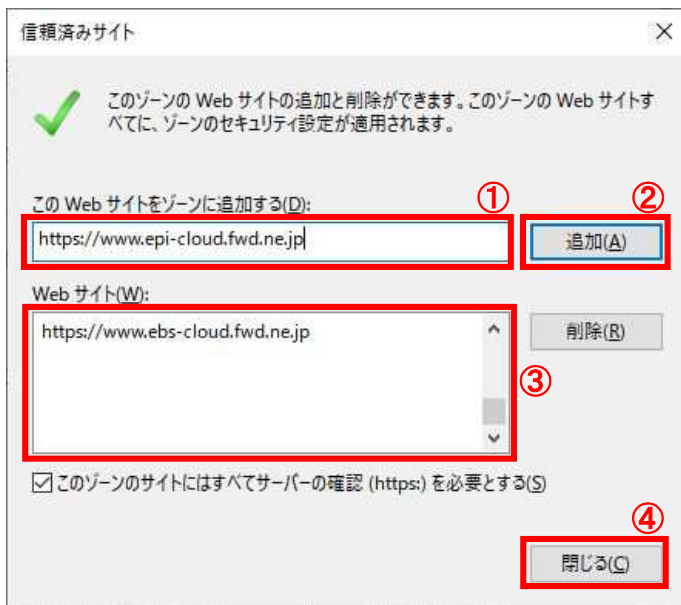 信頼済みサイト
このゾーンの Web サイトの追加と削除ができます。このゾーンの Web サイトす
べてに、ゾーンのセキュリティ設定が適用されます。
この Web サイトをゾーンに追加する(D):
①
②
https://www.epi-cloud.fwd.ne.jp
追加(A)
Web サイト(W):
https://www.ebs-cloud.fwd.ne.jp
削除(R)
③
このゾーンのサイトにはすべてサーバーの確認 (https:) を必要とする(S)
④
閉じる(C)